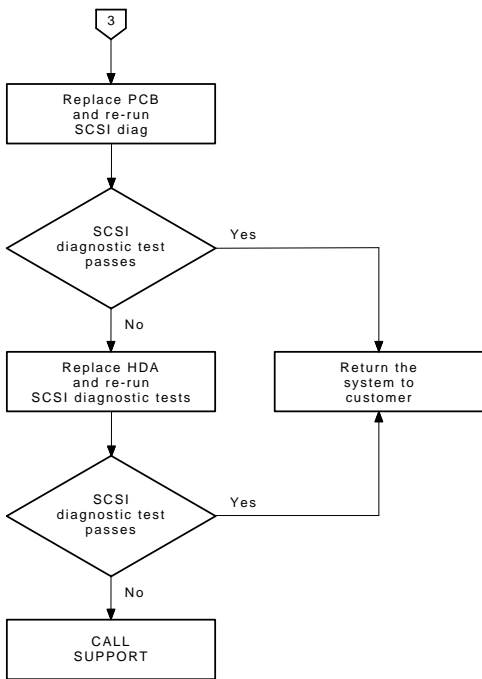 3
Replace PCB
and re-run
SCSI diag
SCSI
diagnostic test
passes
Yes
No
Replace HDA
and re-run
SCSI diagnostic tests
Return the
system to
customer
SCSI
diagnostic test
passes
Yes
No
CALL
SUPPORT